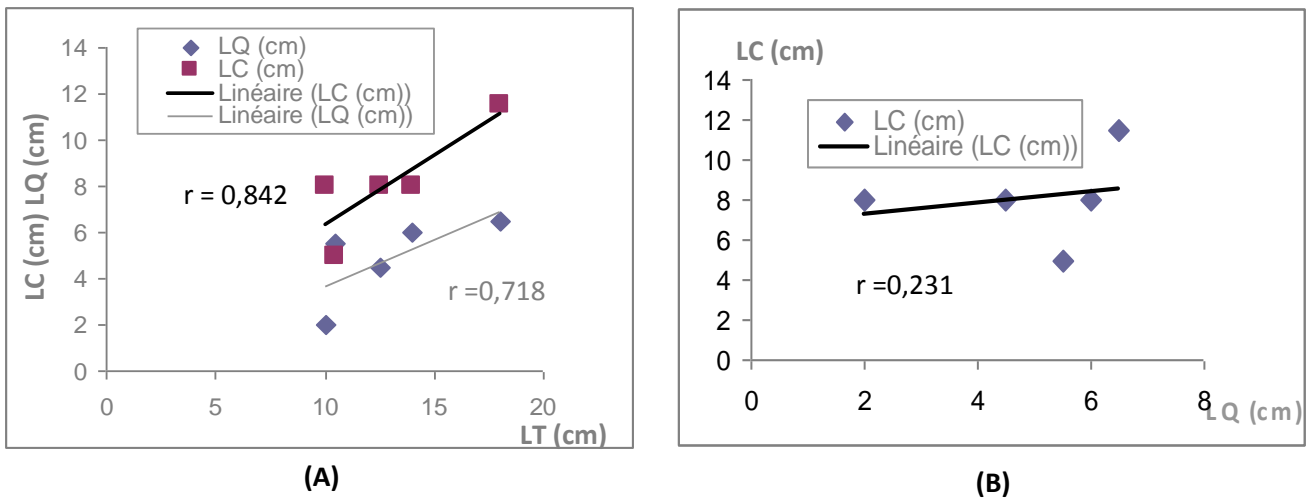 14
12
10
8
6
4
2
0
LC (cm) LQ (cm)
LQ (cm)
LC (cm)
Linéaire (LC (cm))
Linéaire (LQ (cm))
r = 0,842
r =0,718
0
5
10
15
20
LT (cm)
(A)
LC (cm)
14
12
10
8
6
4
2
0
LC (cm)
Linéaire (LC (cm))
r =0,231
0
2
4
6
8
LQ (cm)
(B)